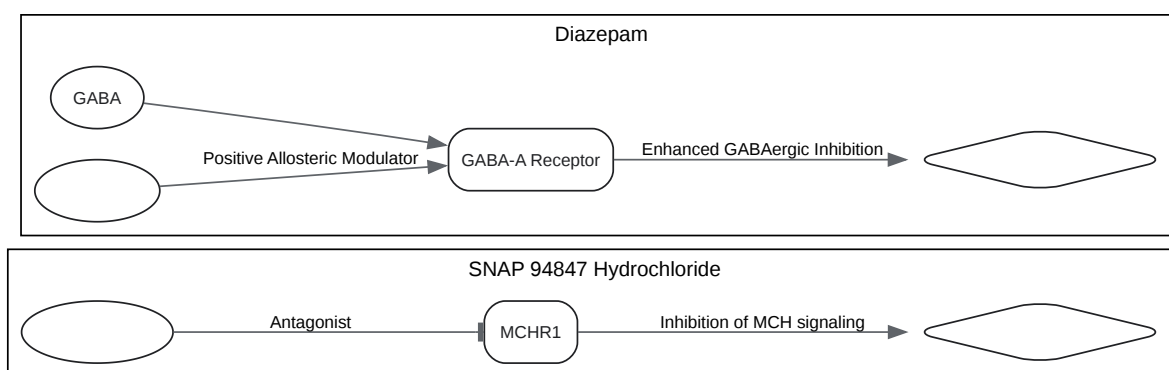 Diazepam
GABA
Positive Allosteric Modulator
GABA-A Receptor
Enhanced GABAergic Inhibition
SNAP 94847 Hydrochloride
Antagonist
MCHR1
Inhibition of MCH signaling